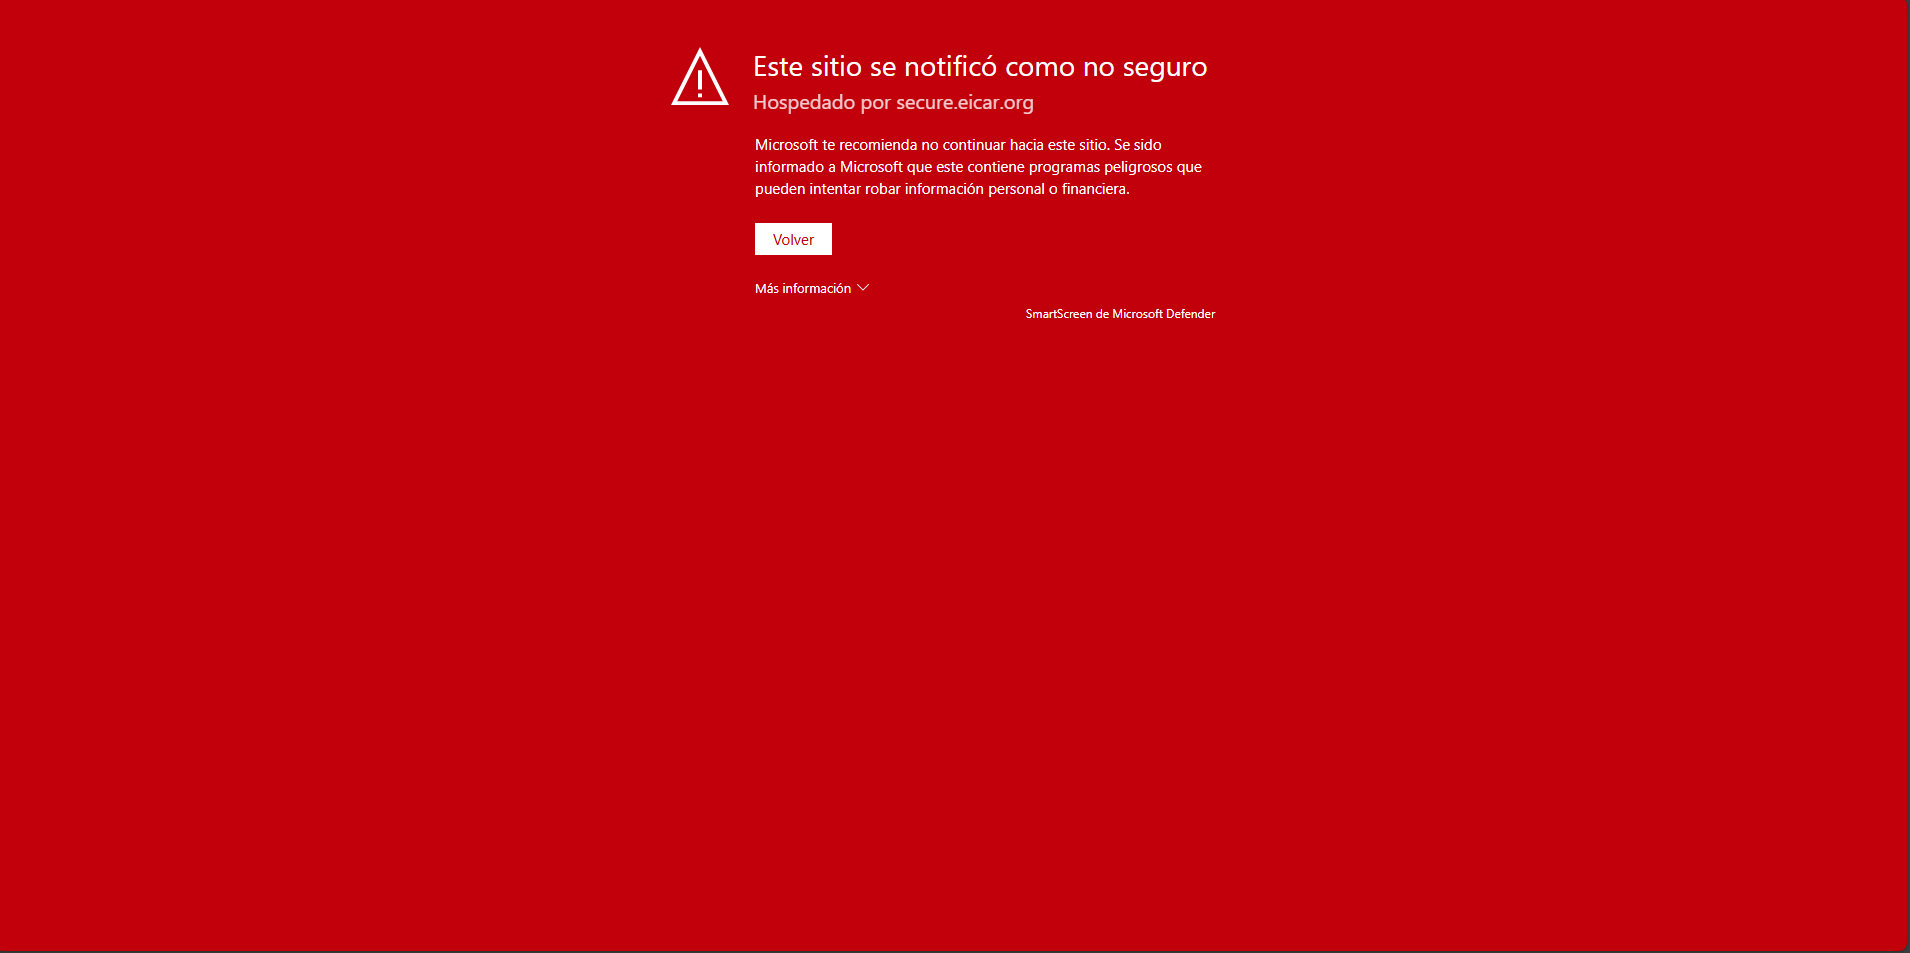 Este sitio se notificó como no seguro
Hospedado por secure.eicar.org
Microsoft te recomienda no continuar hacia este sitio. Se sido
informado a Microsoft que este contiene programas peligrosos que
pueden intentar robar información personal o financiera.
Volver
Más información
SmartScreen de Microsoft Defender